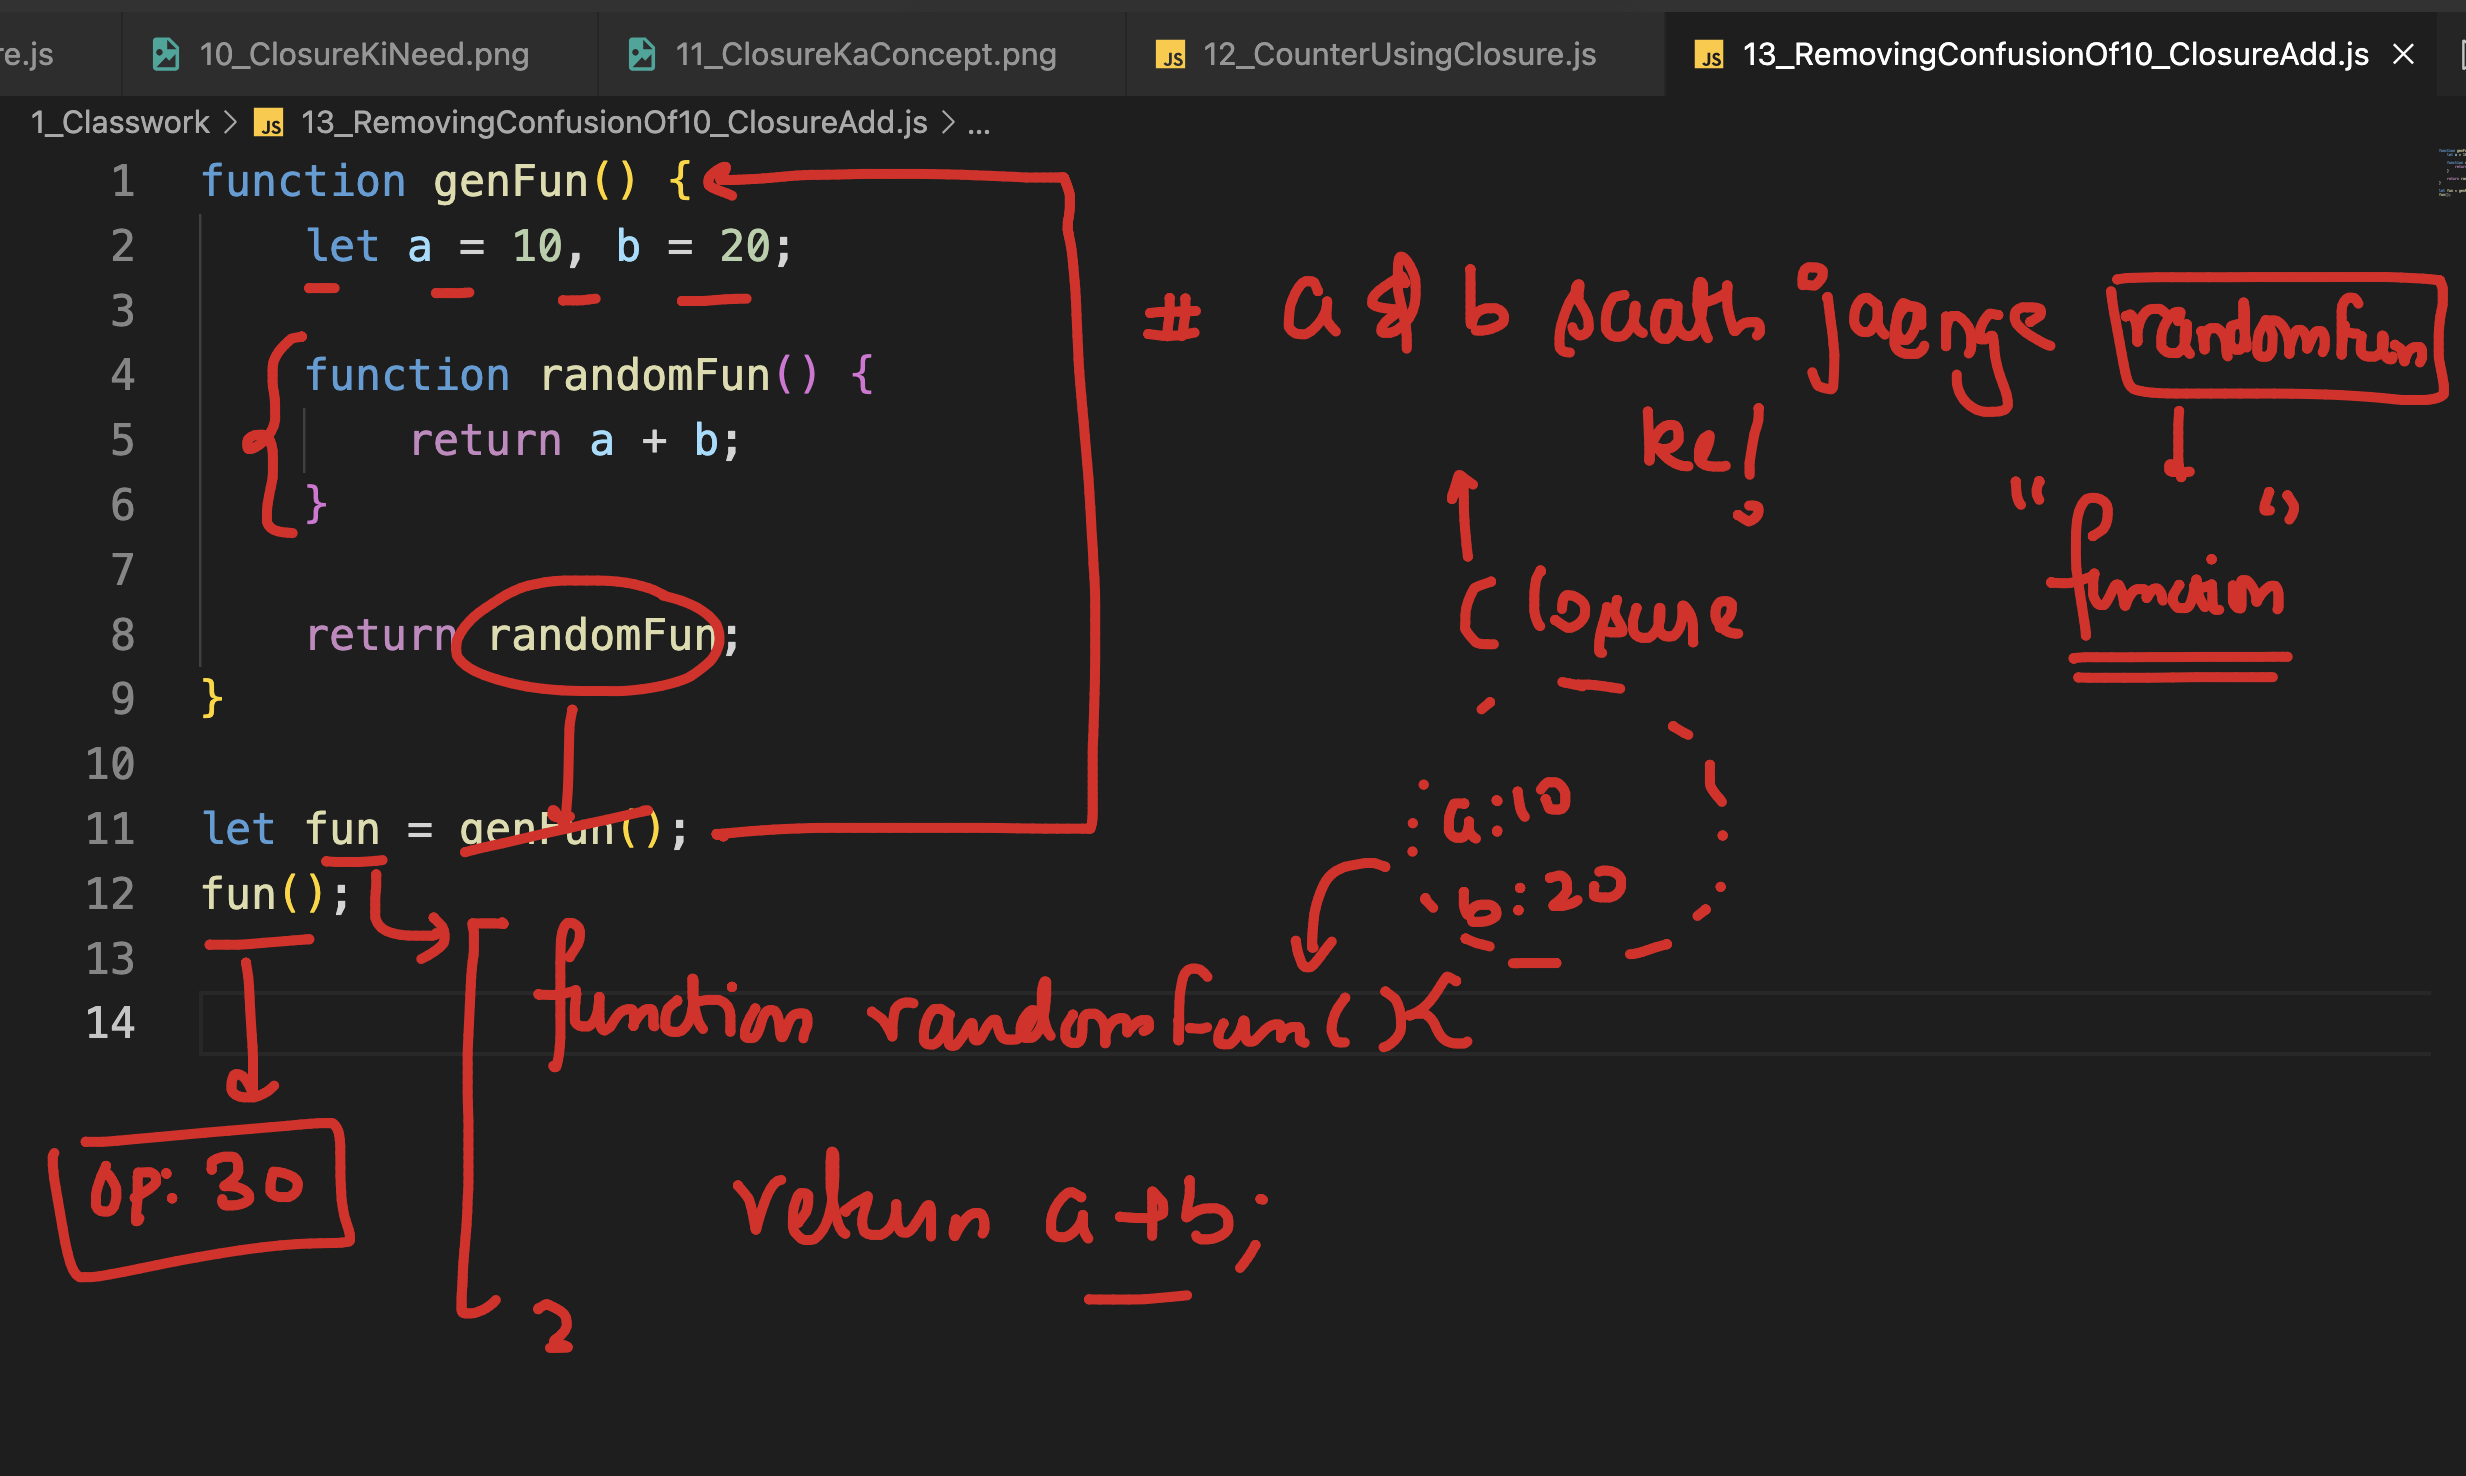 re.js 10_ClosureKiNeed.png 11_ClosureKaConcept.png JS 12_CounterUsingClosure.js JS 13_RemovingConfusionOf10_ClosureAdd.js
1_Classwork > JS 13_RemovingConfusionOf10_ClosureAdd.js > ...
1 function genFun() {
2 let a = 10, b = 20;
3
4 function randomFun() {
5 return a + b;
6 }
7
8 return randomFun;
9 }
10
11 let fun = genFun();
12 fun();
13
14
# a & b saath jaenge randomfun
ke!
"function"
Closure
a:10
b:20
function randomfun() {
return a+b;
}
op: 30